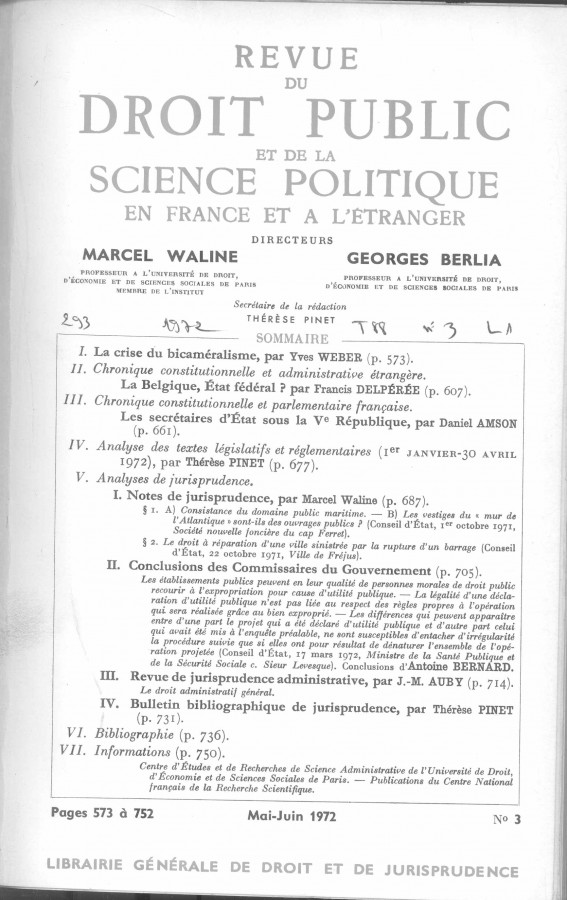 REVUE
DU
DROIT PUBLIC
ET DE LA
SCIENCE POLITIQUE
EN FRANCE ET A L'ÉTRANGER
DIRECTEURS
MARCEL WALINE
PROFESSEUR A L'UNIVERSITÉ DE DROIT,
D'ÉCONOMIE ET DE SCIENCES SOCIALES DE PARIS
MEMBRE DE L'INSTITUT
GEORGES BERLIA
PROFESSEUR A L'UNIVERSITÉ DE DROIT,
D'ÉCONOMIE ET DE SCIENCES SOCIALES DE PARIS
Secrétaire de la rédaction
THÉRÈSE PINET
293 1972 T88 n° 3 L1
SOMMAIRE
I. La crise du bicaméralisme, par Yves WEBER (p. 573).
II. Chronique constitutionnelle et administrative étrangère.
La Belgique, État fédéral ? par Francis DELPÉRÉE (p. 607).
III. Chronique constitutionnelle et parlementaire française.
Les secrétaires d'État sous la Ve République, par Daniel AMSON
(p. 661).
IV. Analyse des textes législatifs et réglementaires (1er JANVIER-30 AVRIL
1972), par Thérèse PINET (p. 677).
V. Analyses de jurisprudence.
I. Notes de jurisprudence, par Marcel Waline (p. 687).
§ 1. A) Consistance du domaine public maritime. — B) Les vestiges du « mur de
l'Atlantique » sont-ils des ouvrages publics ? (Conseil d'État, 1er octobre 1971,
Société nouvelle foncière du cap Ferret).
§ 2. Le droit à réparation d'une ville sinistrée par la rupture d'un barrage (Conseil
d'État, 22 octobre 1971, Ville de Fréjus).
II. Conclusions des Commissaires du Gouvernement (p. 705).
Les établissements publics peuvent en leur qualité de personnes morales de droit public
recourir à l'expropriation pour cause d'utilité publique. — La légalité d'une décla-
ration d'utilité publique n'est pas liée au respect des règles propres à l'opération
qui sera réalisée grâce au bien exproprié. — Les différences qui peuvent apparaître
entre d'une part le projet qui a été déclaré d'utilité publique et d'autre part celui
qui avait été mis à l'enquête préalable, ne sont susceptibles d'entacher d'irrégularité
la procédure suivie que si elles ont pour résultat de dénaturer l'ensemble de l'opé-
ration projetée (Conseil d'État, 17 mars 1972, Ministre de la Santé Publique et
de la Sécurité Sociale c. Sieur Levesque). Conclusions d'Antoine BERNARD.
III. Revue de jurisprudence administrative, par J.-M. AUBY (p. 714).
Le droit administratif général.
IV. Bulletin bibliographique de jurisprudence, par Thérèse PINET
(p. 731).
VI. Bibliographie (p. 736).
VII. Informations (p. 750).
Centre d'Études et de Recherches de Science Administrative de l'Université de Droit,
d'Économie et de Sciences Sociales de Paris. — Publications du Centre National
français de la Recherche Scientifique.
Pages 573 à 752 Mai-Juin 1972 No 3
LIBRAIRIE GÉNÉRALE DE DROIT ET DE JURISPRUDENCE